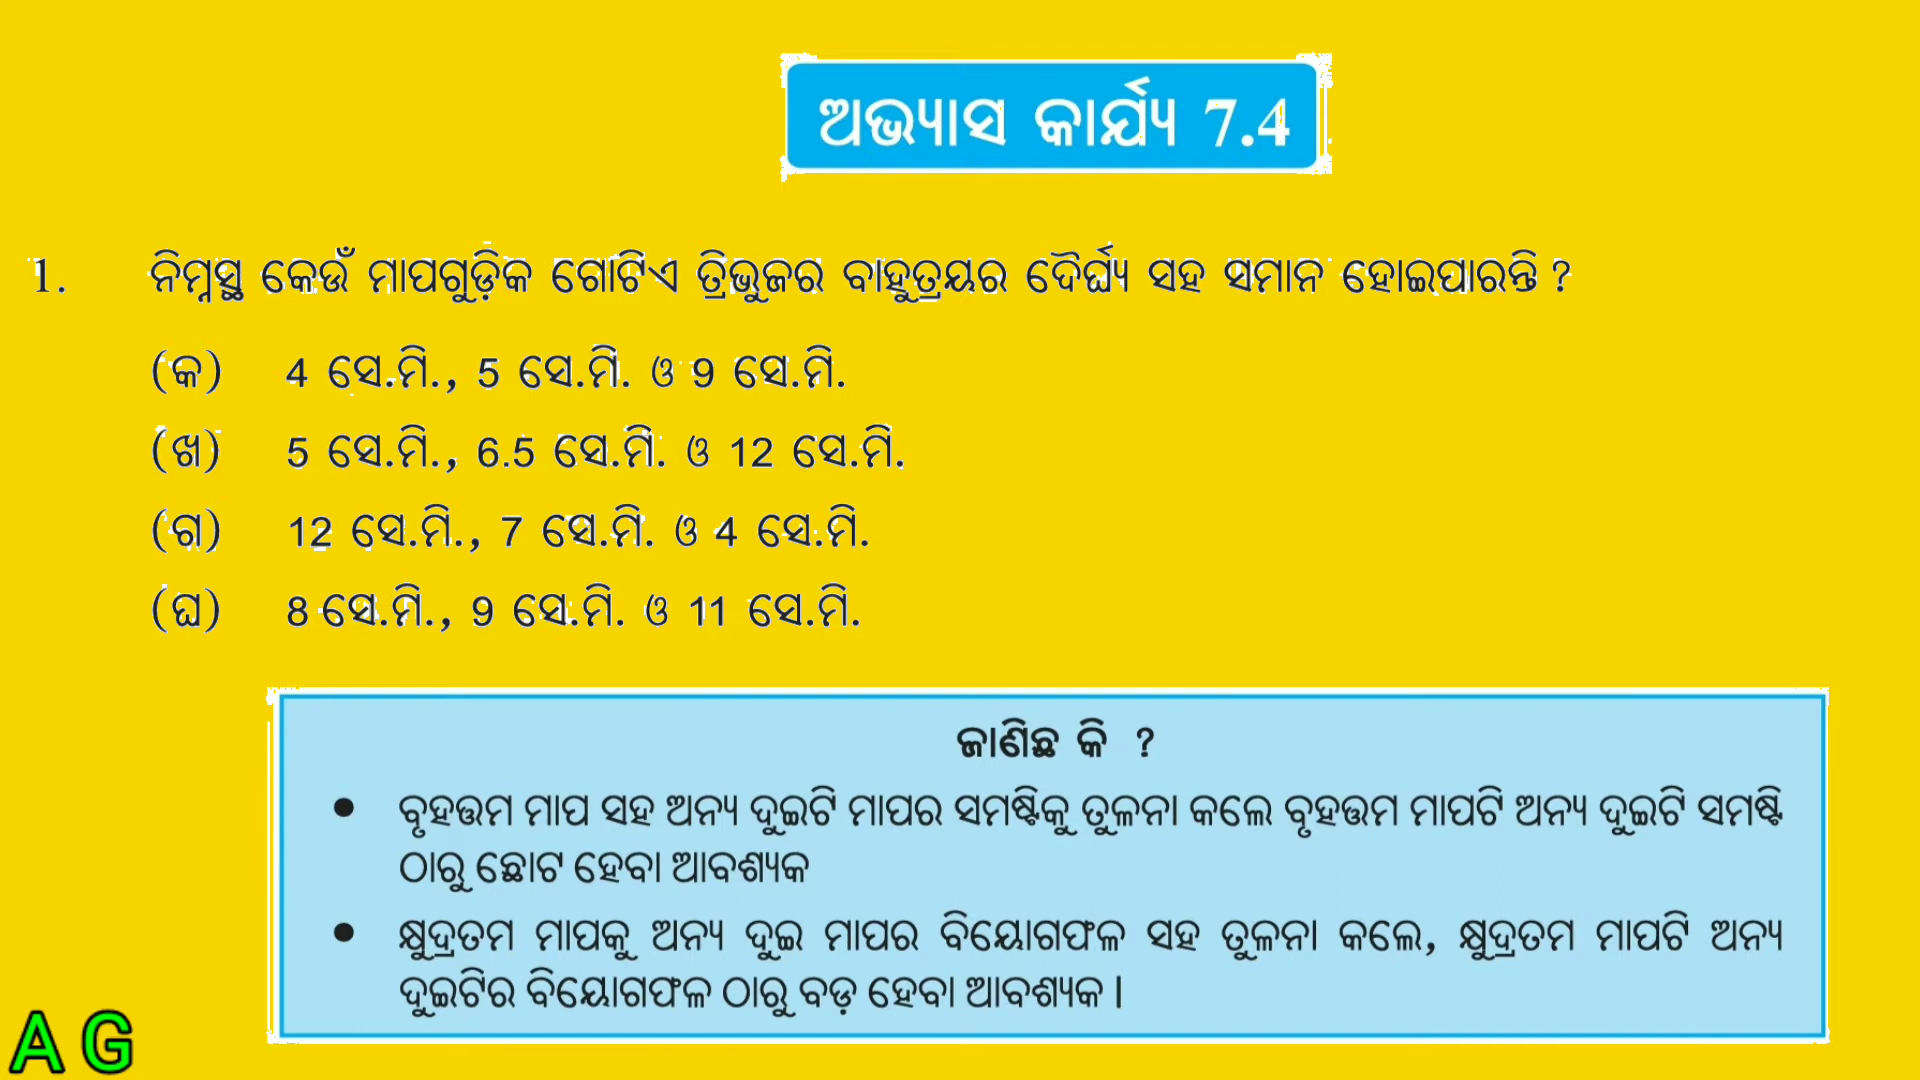 ଅଭ୍ୟାସ କାର୍ଯ୍ୟ 7.4
1. ନିମ୍ନସ୍ଥ କେଉଁ ମାପଗୁଡ଼ିକ ଗୋଟିଏ ତ୍ରିଭୁଜର ବାହୁତ୍ରୟର ଦୈର୍ଘ୍ୟ ସହ ସମାନ ହୋଇପାରନ୍ତି ?
(କ) 4 ସେ.ମି., 5 ସେ.ମି. ଓ 9 ସେ.ମି.
(ଖ) 5 ସେ.ମି., 6.5 ସେ.ମି. ଓ 12 ସେ.ମି.
(ଗ) 12 ସେ.ମି., 7 ସେ.ମି. ଓ 4 ସେ.ମି.
(ଘ) 8 ସେ.ମି., 9 ସେ.ମି. ଓ 11 ସେ.ମି.
ଜାଣିଛ କି ?
● ବୃହତ୍ତମ ମାପ ସହ ଅନ୍ୟ ଦୁଇଟି ମାପର ସମଷ୍ଟିକୁ ତୁଳନା କଲେ ବୃହତ୍ତମ ମାପଟି ଅନ୍ୟ ଦୁଇଟି ସମଷ୍ଟି
ଠାରୁ ଛୋଟ ହେବା ଆବଶ୍ୟକ
● କ୍ଷୁଦ୍ରତମ ମାପକୁ ଅନ୍ୟ ଦୁଇ ମାପର ବିୟୋଗଫଳ ସହ ତୁଳନା କଲେ, କ୍ଷୁଦ୍ରତମ ମାପଟି ଅନ୍ୟ
ଦୁଇଟିର ବିୟୋଗଫଳ ଠାରୁ ବଡ଼ ହେବା ଆବଶ୍ୟକ।
A G